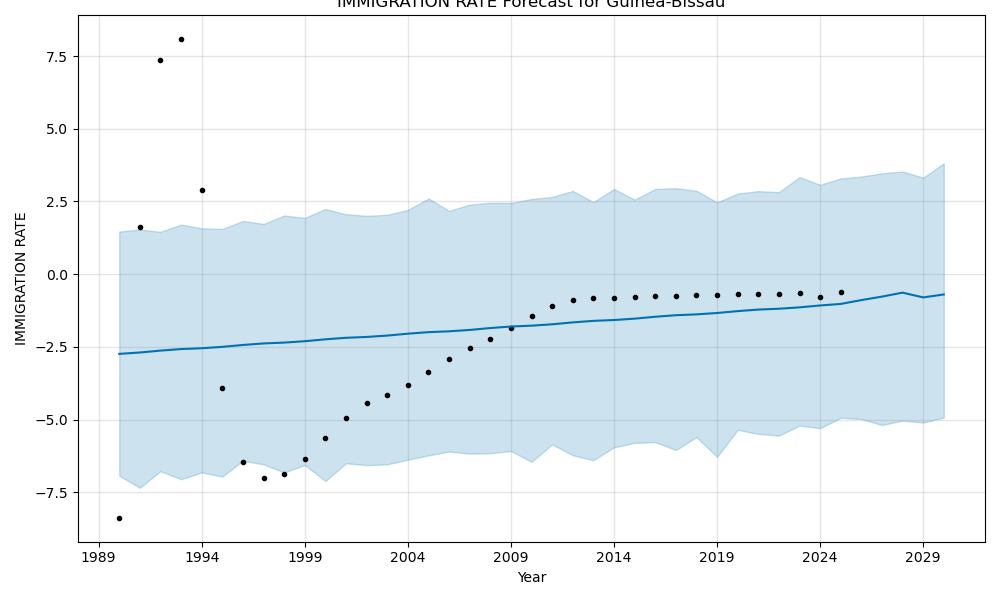 IMMIGRATION RATE Forecast for Guinea-Bissau
7.5
5.0
2.5
0.0
−2.5
−5.0
−7.5
IMMIGRATION RATE
1989 1994 1999 2004 2009 2014 2019 2024 2029
Year